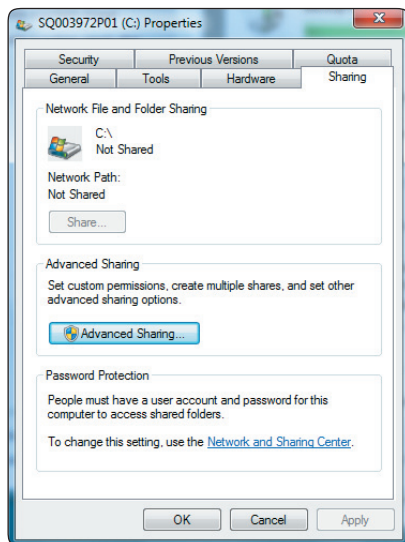 SQ003972P01 (C:) Properties
Security Previous Versions Quota
General Tools Hardware Sharing
Network File and Folder Sharing
C:\
Not Shared
Network Path:
Not Shared
Share...
Advanced Sharing
Set custom permissions, create multiple shares, and set other
advanced sharing options.
Advanced Sharing...
Password Protection
People must have a user account and password for this
computer to access shared folders.
To change this setting, use the Network and Sharing Center.
OK Cancel Apply